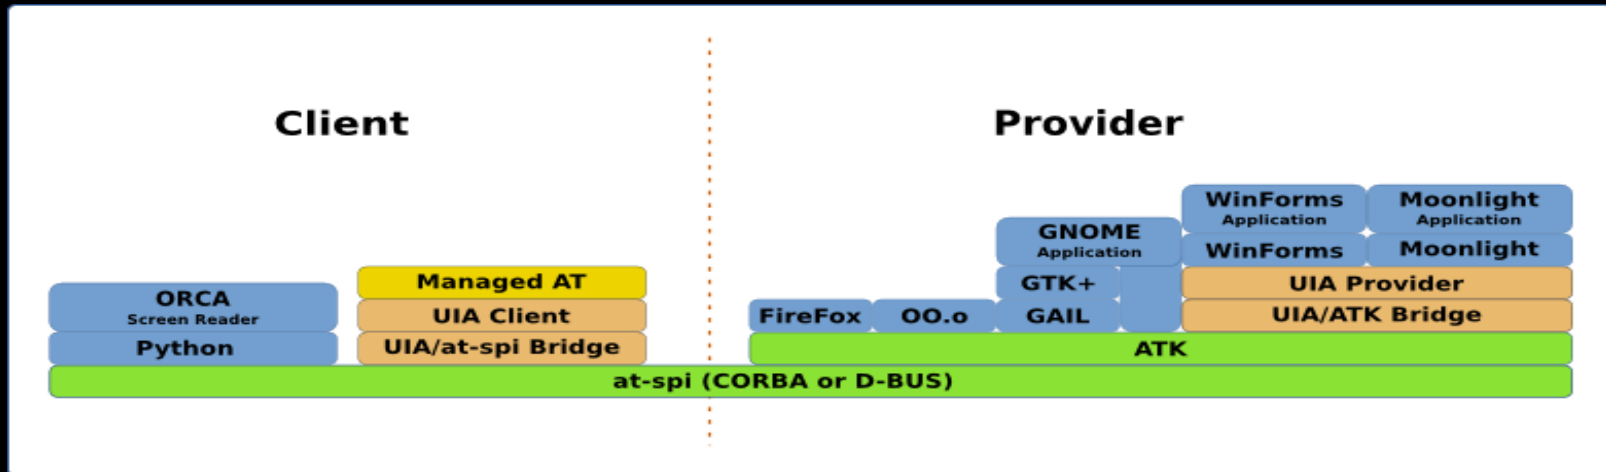 Client
Provider
ORCA
Screen Reader
Python
Managed AT
UIA Client
UIA/at-spi Bridge
FireFox
OO.o
GNOME
Application
GTK+
GAIL
WinForms
Application
WinForms
Moonlight
Application
Moonlight
UIA Provider
UIA/ATK Bridge
ATK
at-spi (CORBA or D-BUS)